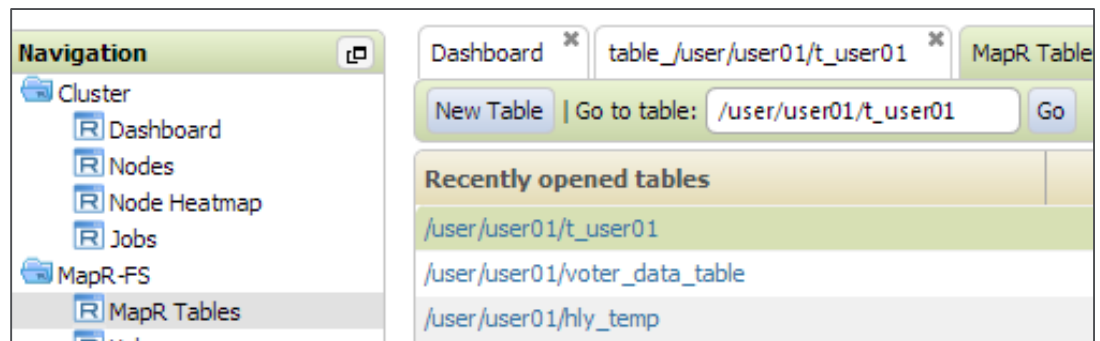 Navigation
Cluster
Dashboard
Nodes
Node Heatmap
Jobs
MapR-FS
MapR Tables
Dashboard
table_/user/user01/t_user01
MapR Table
New Table | Go to table: /user/user01/t_user01 Go
Recently opened tables
/user/user01/t_user01
/user/user01/voter_data_table
/user/user01/hly_temp